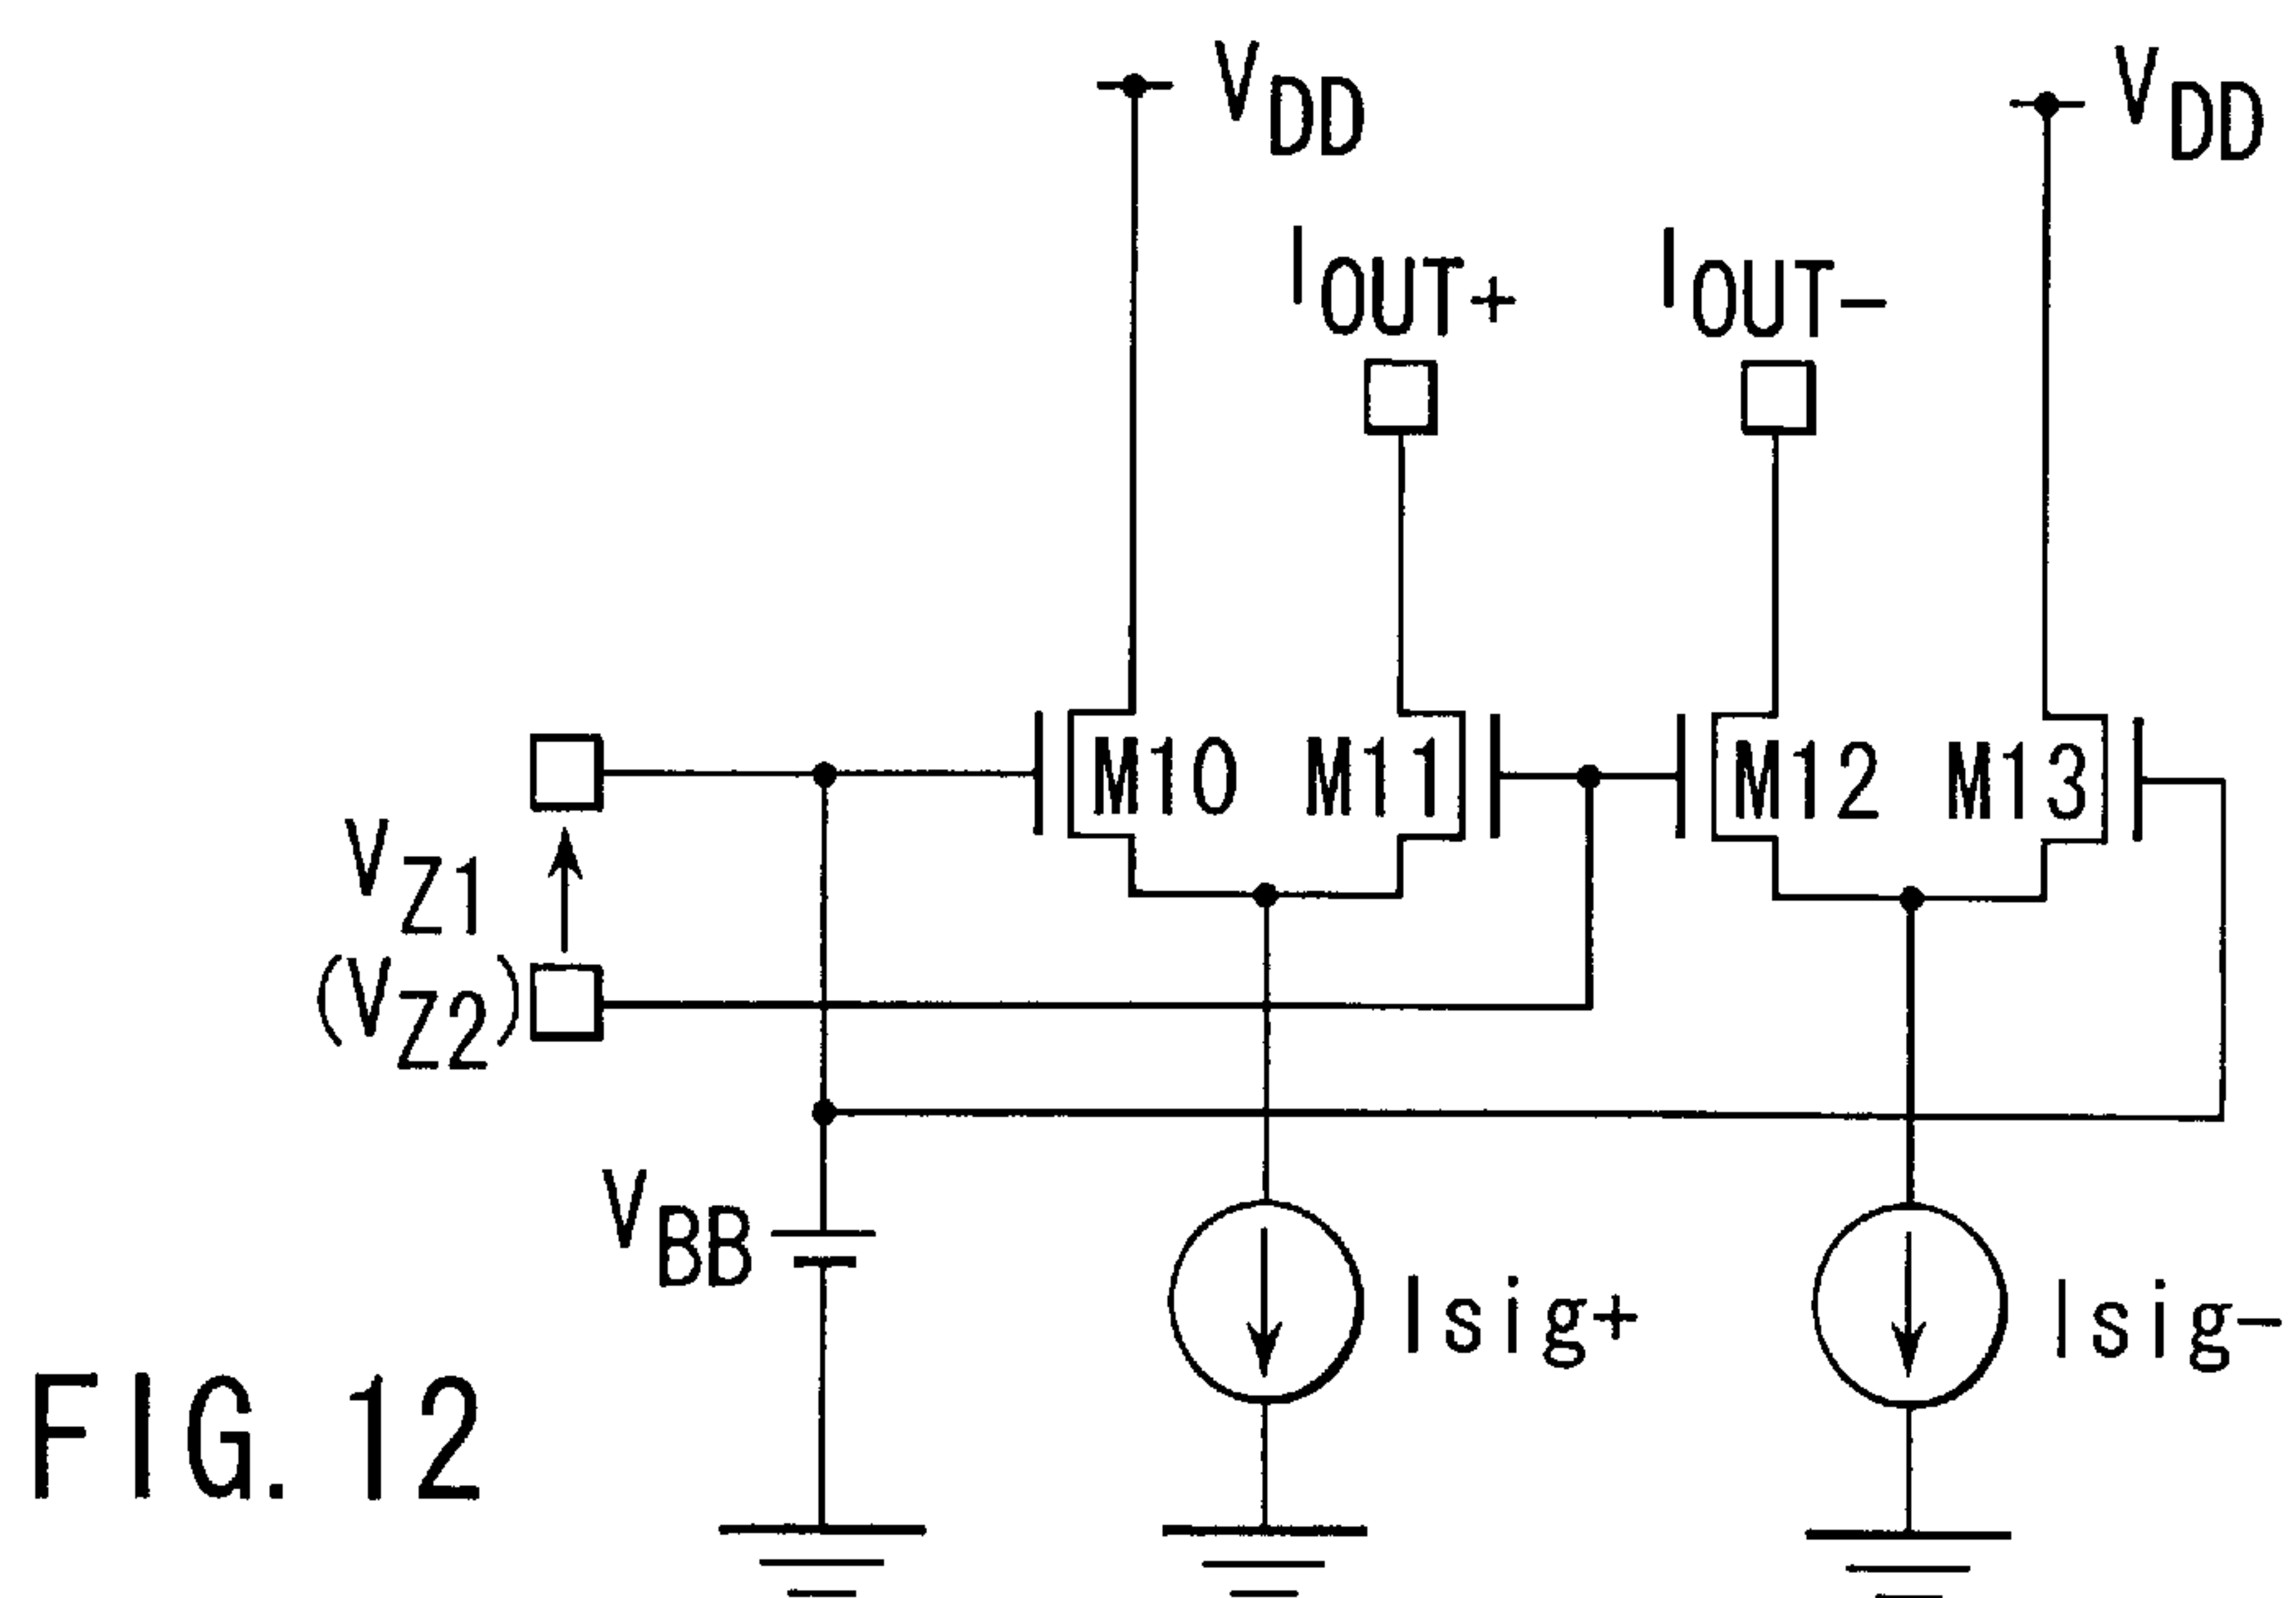 VDD
VDD
IOUT+
IOUT-
M10
M11
M12
M13
VZ1
(VZ2)
VBB
Isig+
Isig-
FIG. 12